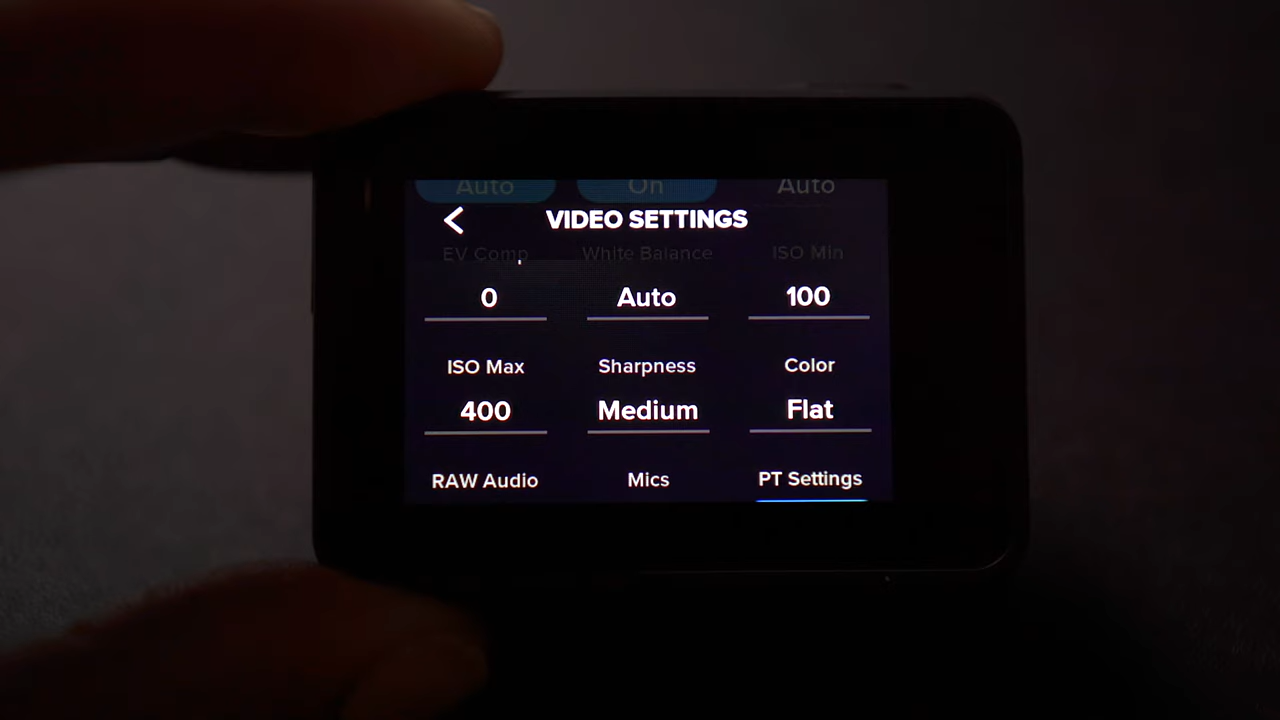 Auto On Auto
< VIDEO SETTINGS
EV Comp White Balance ISO Min
0 Auto 100
ISO Max Sharpness Color
400 Medium Flat
RAW Audio Mics PT Settings